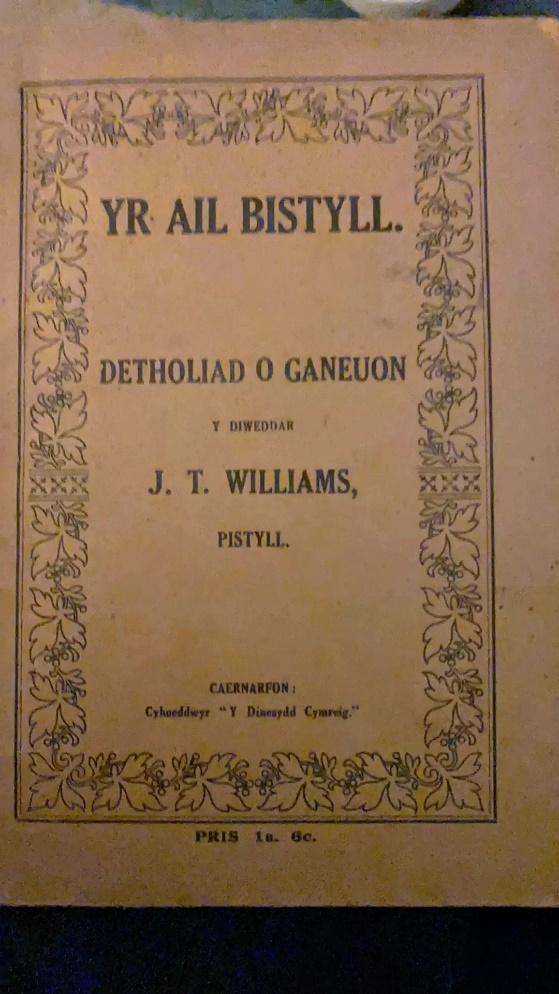 YR AIL BISTYLL.
DETHOLIAD O GANEUON
Y DIWEDDAR
J. T. WILLIAMS,
PISTYLL.
CAERNARFON:
Cyhoeddwyr "Y Dinesydd Cymreig."
PRIS 1s. 6c.